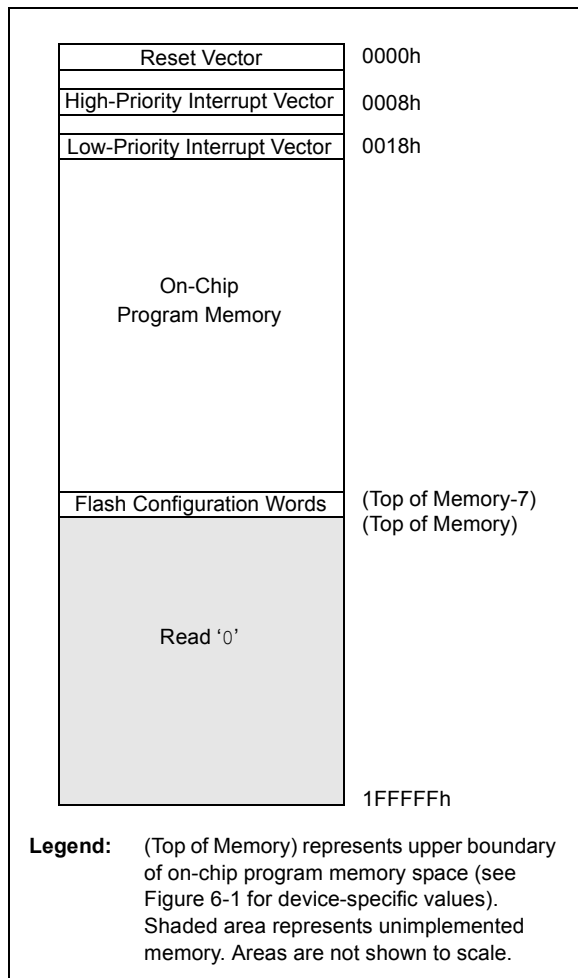 Reset Vector 0000h
High-Priority Interrupt Vector 0008h
Low-Priority Interrupt Vector 0018h
On-Chip
Program Memory
Flash Configuration Words (Top of Memory-7)
(Top of Memory)
Read ‘0’
1FFFFFh
Legend: (Top of Memory) represents upper boundary
of on-chip program memory space (see
Figure 6-1 for device-specific values).
Shaded area represents unimplemented
memory. Areas are not shown to scale.